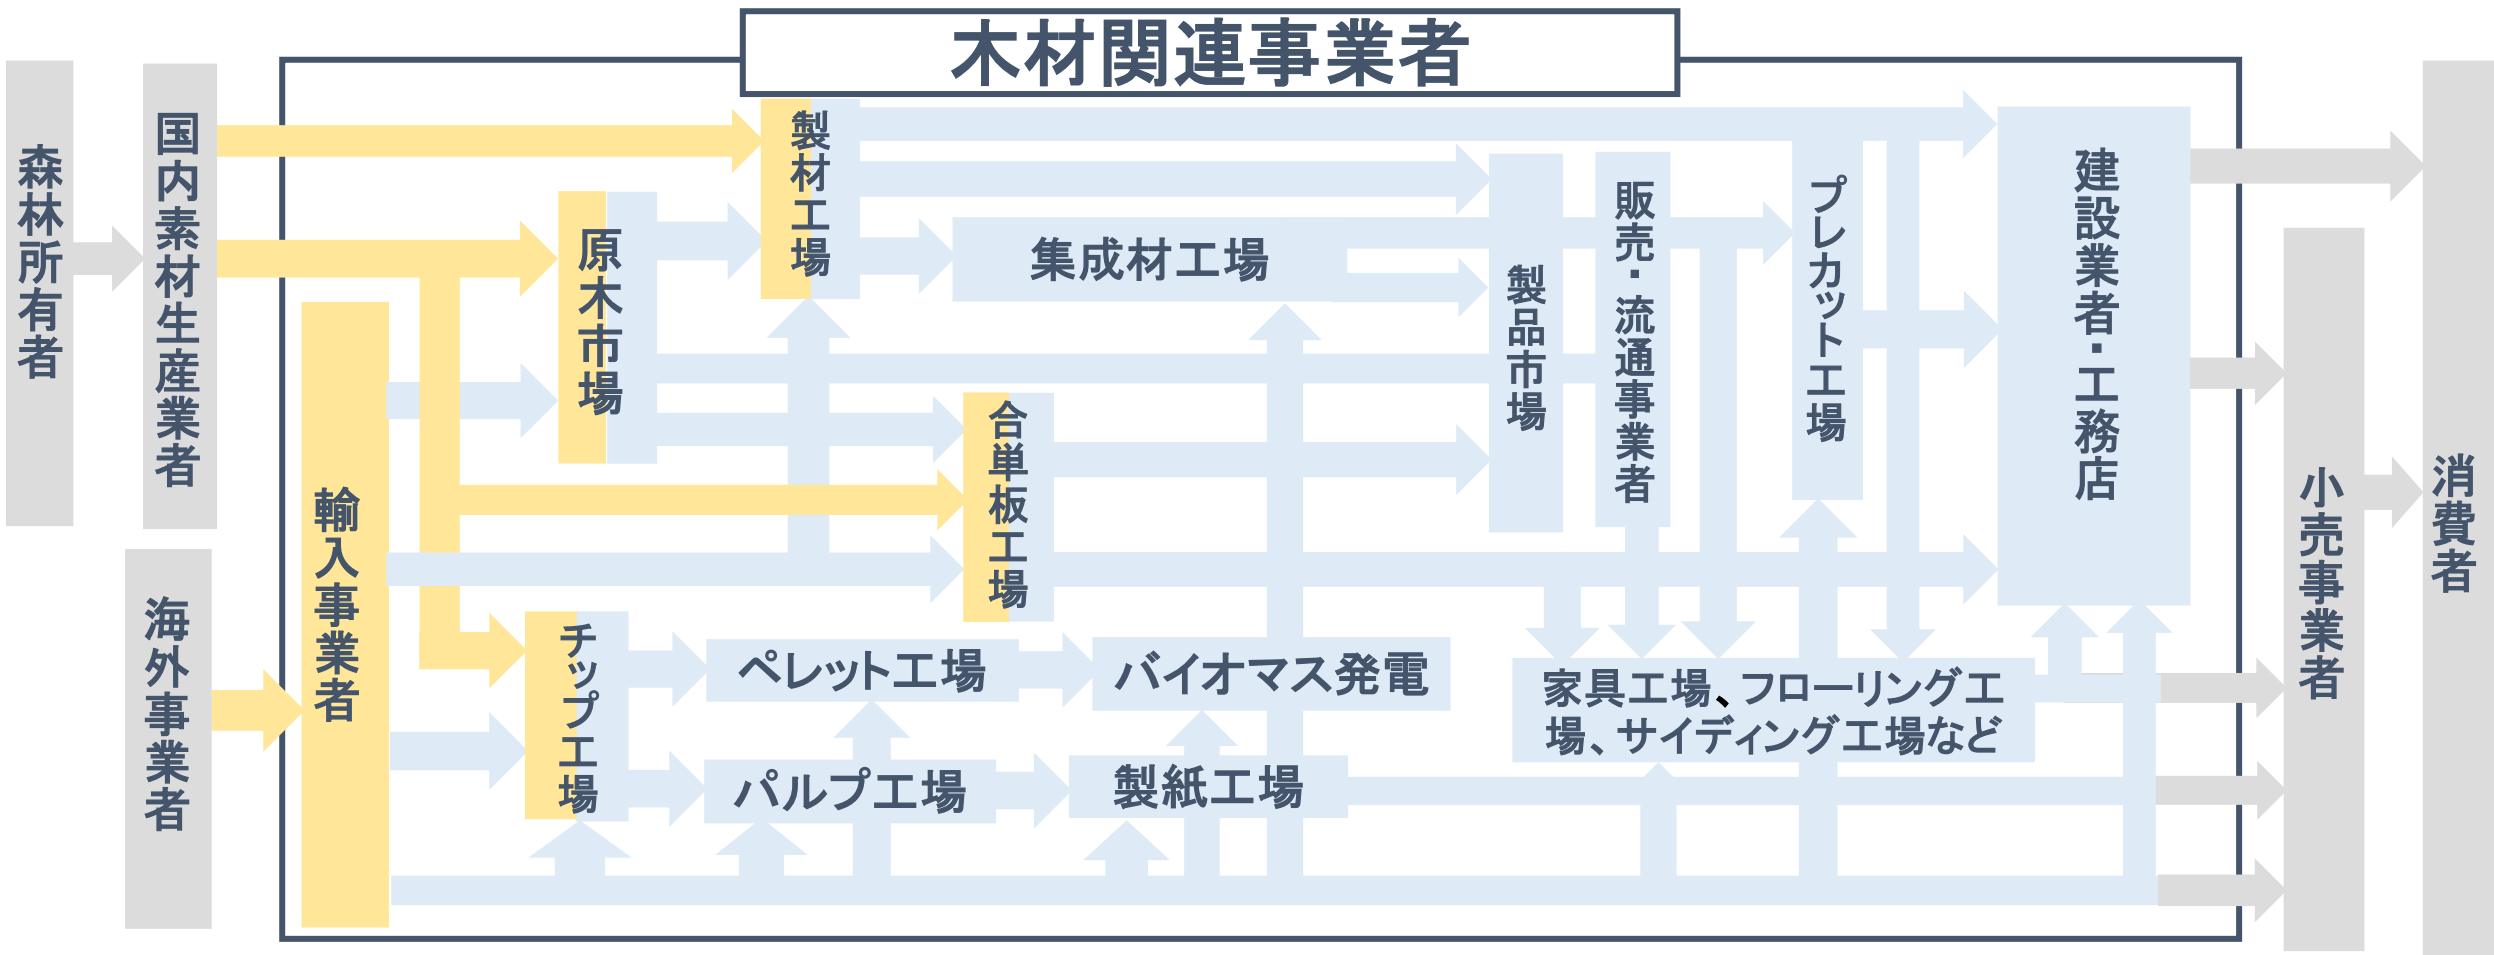 木材関連事業者
森林所有者
国内素材生産業者
海外事業者
輸入事業者
原木市場
製材工場
集成材工場
合単板工場
チップ工場
ペレット工場
パルプ工場
バイオマス発電
製紙工場
製品市場
販売・流通事業者
プレカット工場
家具工場、フローリング工
場、サイディング工場など
建設業者・工務店
小売事業者
消費者